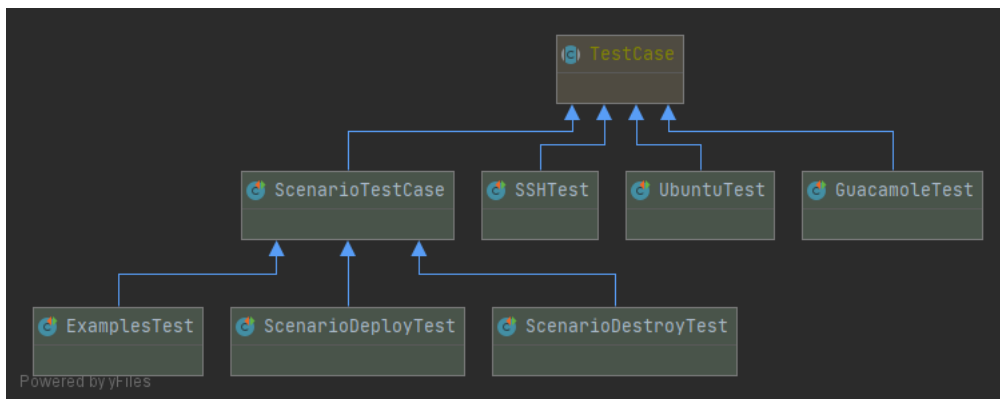 TestCase
ScenarioTestCase
SSHTest
UbuntuTest
GuacamoleTest
ExamplesTest
ScenarioDeployTest
ScenarioDestroyTest
Powered by yFiles